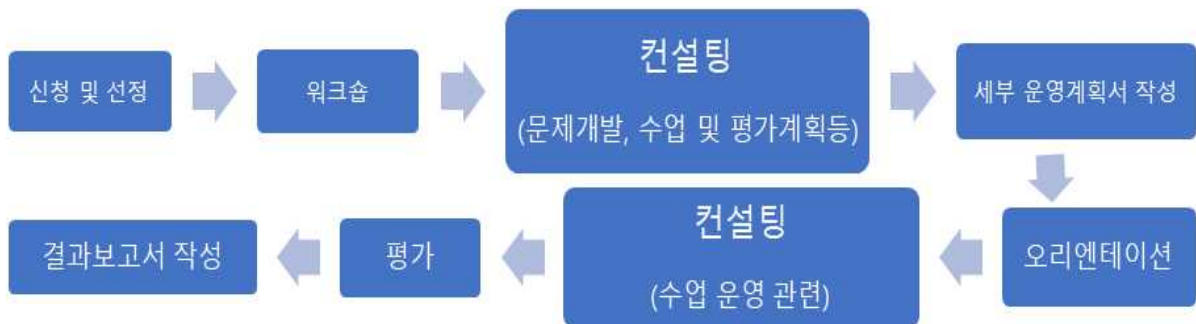 신청 및 선정
워크숍
컨설팅
(문제개발, 수업 및 평가계획등)
세부 운영계획서 작성
오리엔테이션
컨설팅
(수업 운영 관련)
평가
결과보고서 작성